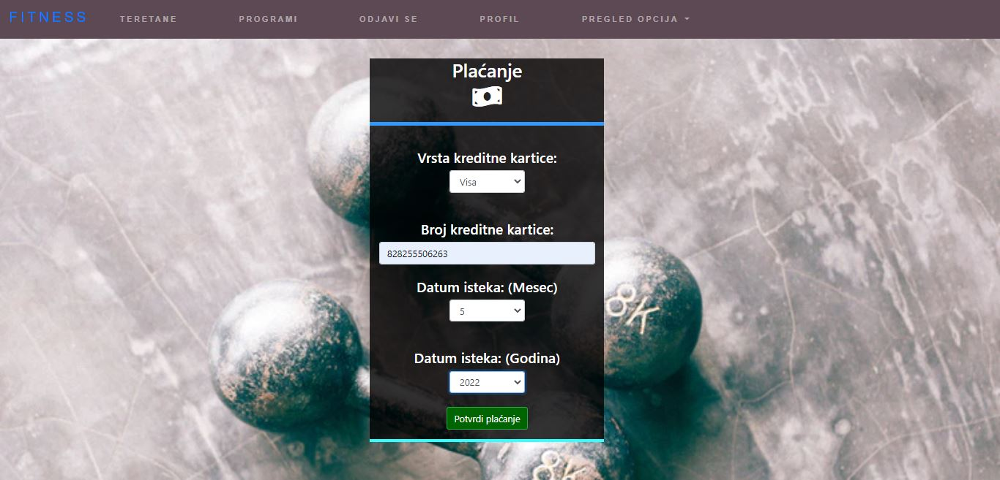 FITNESS TERETANE PROGRAMI ODJAVI SE PROFIL PREGLED OPCIJA
Plaćanje
Vrsta kreditne kartice:
Visa
Broj kreditne kartice:
828255506263
Datum isteka: (Mesec)
5
8K
Datum isteka: (Godina)
2022
Potvrdi plaćanje
8K